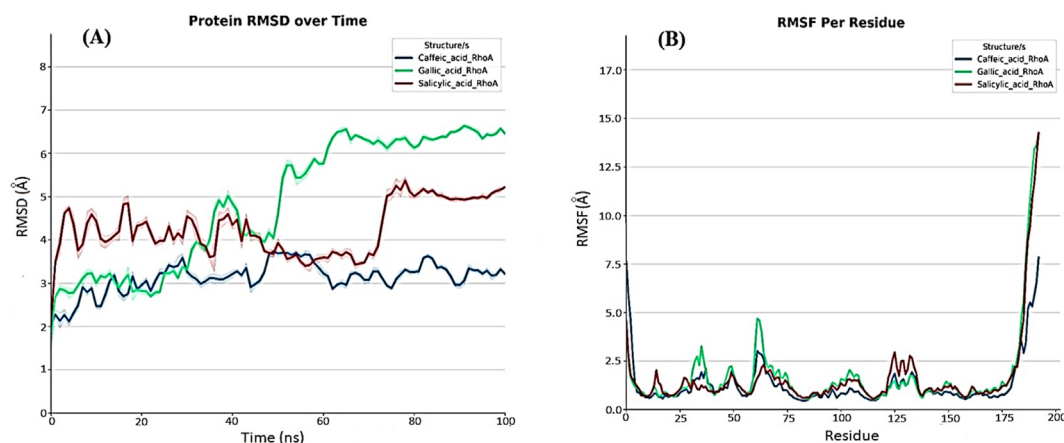 Protein RMSD over Time
(A)
Structure/s
Caffeic_acid_RhoA
Gallic_acid_RhoA
Salicylic_acid_RhoA
8
7
6
5
4
3
2
1
0
RMSD (Å)
0 20 40 60 80 100
Time (ns)
RMSF Per Residue
(B)
Structure/s
Caffeic_acid_RhoA
Gallic_acid_RhoA
Salicylic_acid_RhoA
17.5
15.0
12.5
10.0
7.5
5.0
2.5
0.0
RMSF (Å)
0 25 50 75 100 125 150 175 200
Residue